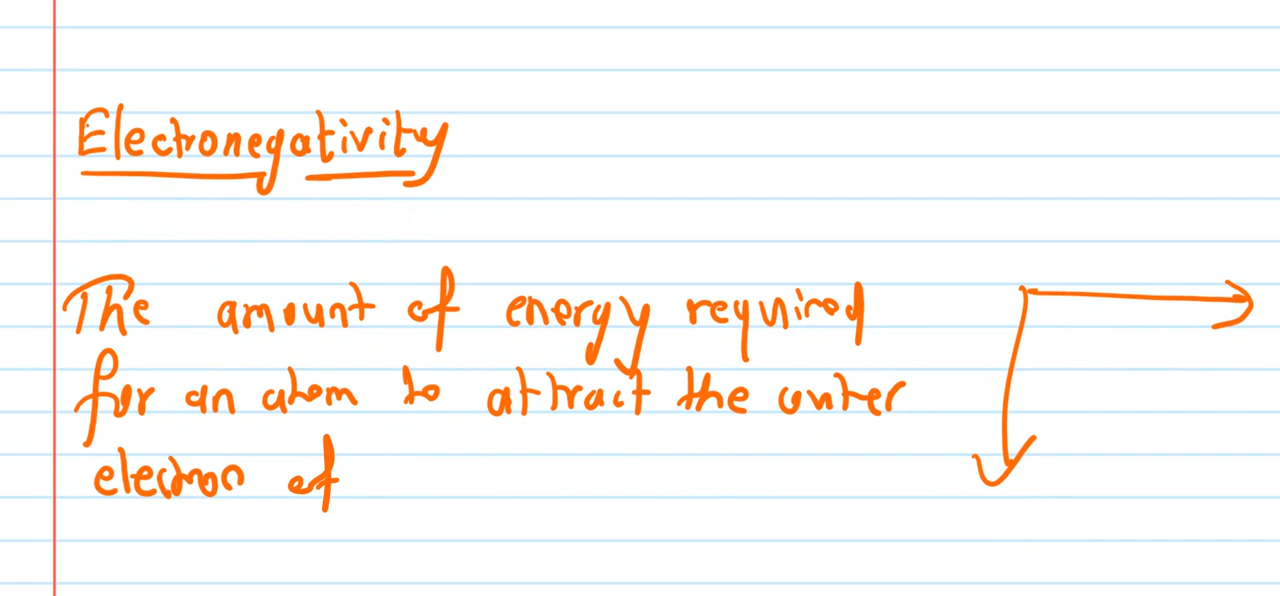 Electronegativity
The amount of energy required
for an atom to attract the outer
electron of